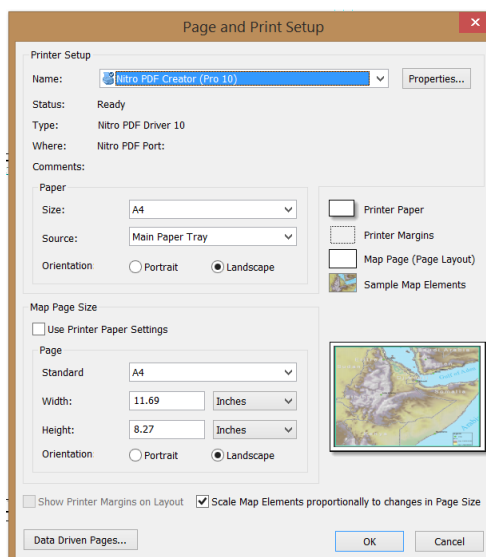 Page and Print Setup
Printer Setup
Name: Nitro PDF Creator (Pro 10) Properties...
Status: Ready
Type: Nitro PDF Driver 10
Where: Nitro PDF Port:
Comments:
Paper
Size: A4
Source: Main Paper Tray
Orientation Portrait Landscape
Printer Paper
Printer Margins
Map Page (Page Layout)
Sample Map Elements
Map Page Size
Use Printer Paper Settings
Page
Standard A4
Width: 11.69 Inches
Height: 8.27 Inches
Orientation Portrait Landscape
Gulf of Aden
Show Printer Margins on Layout Scale Map Elements proportionally to changes in Page Size
Data Driven Pages... OK Cancel